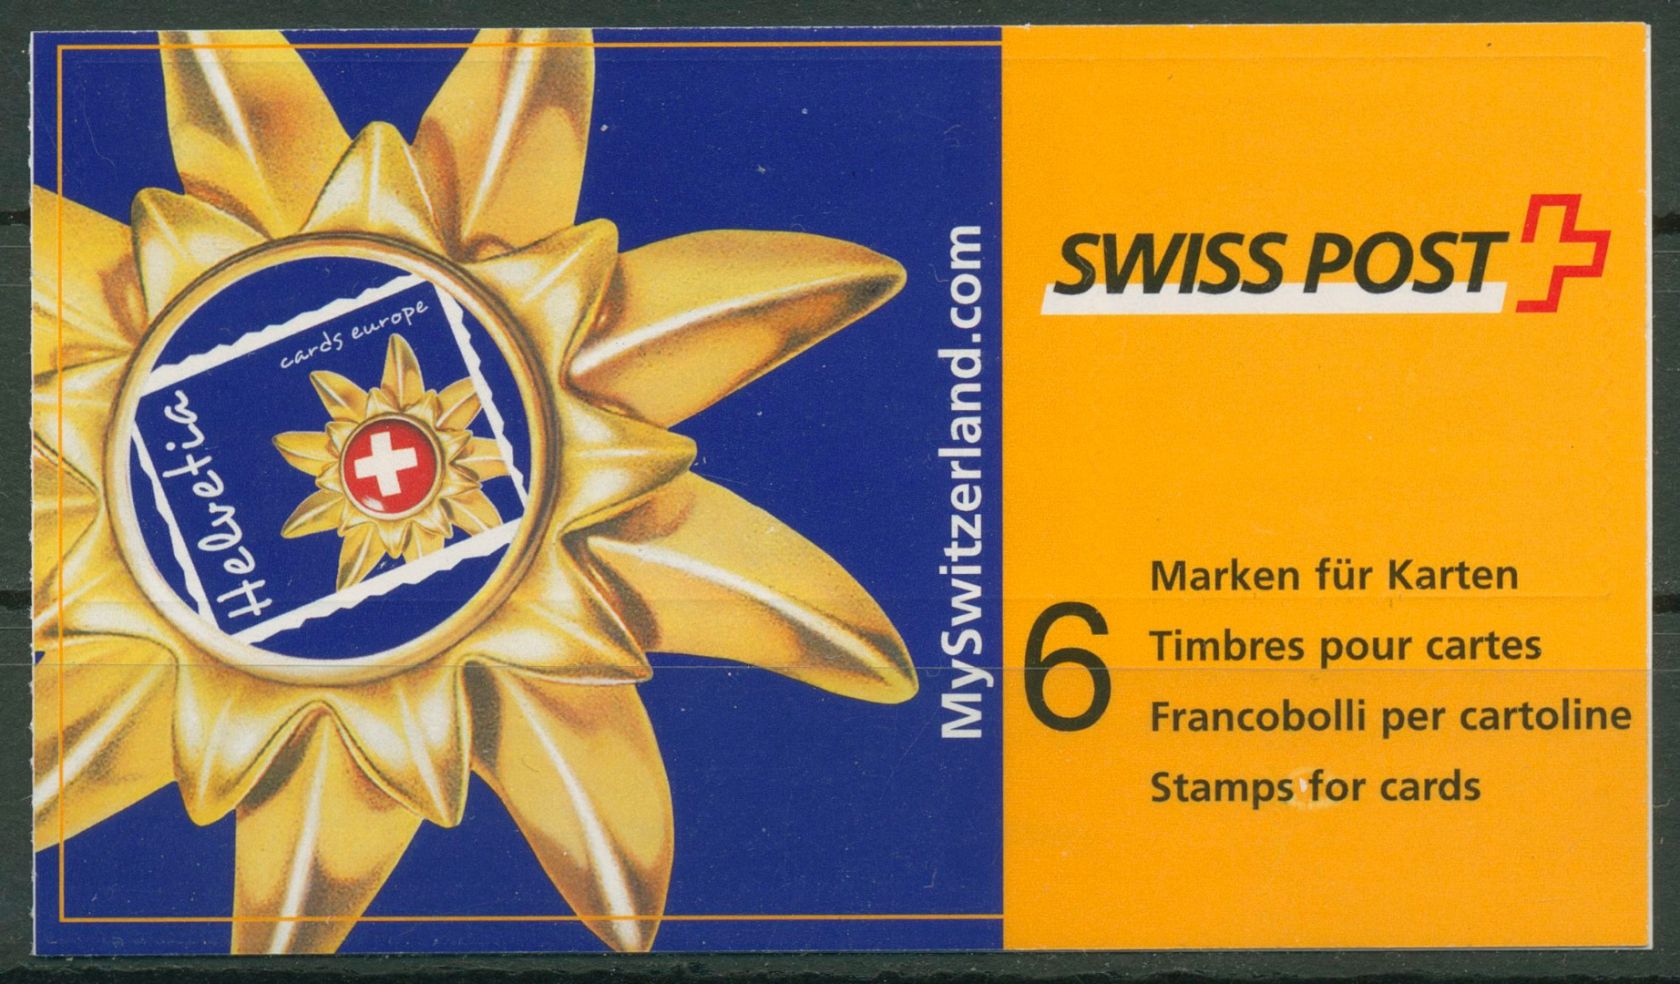 cards europe
Helvetia
MySwitzerland.com
SWISS POST
6
Marken für Karten
Timbres pour cartes
Francobolli per cartoline
Stamps for cards